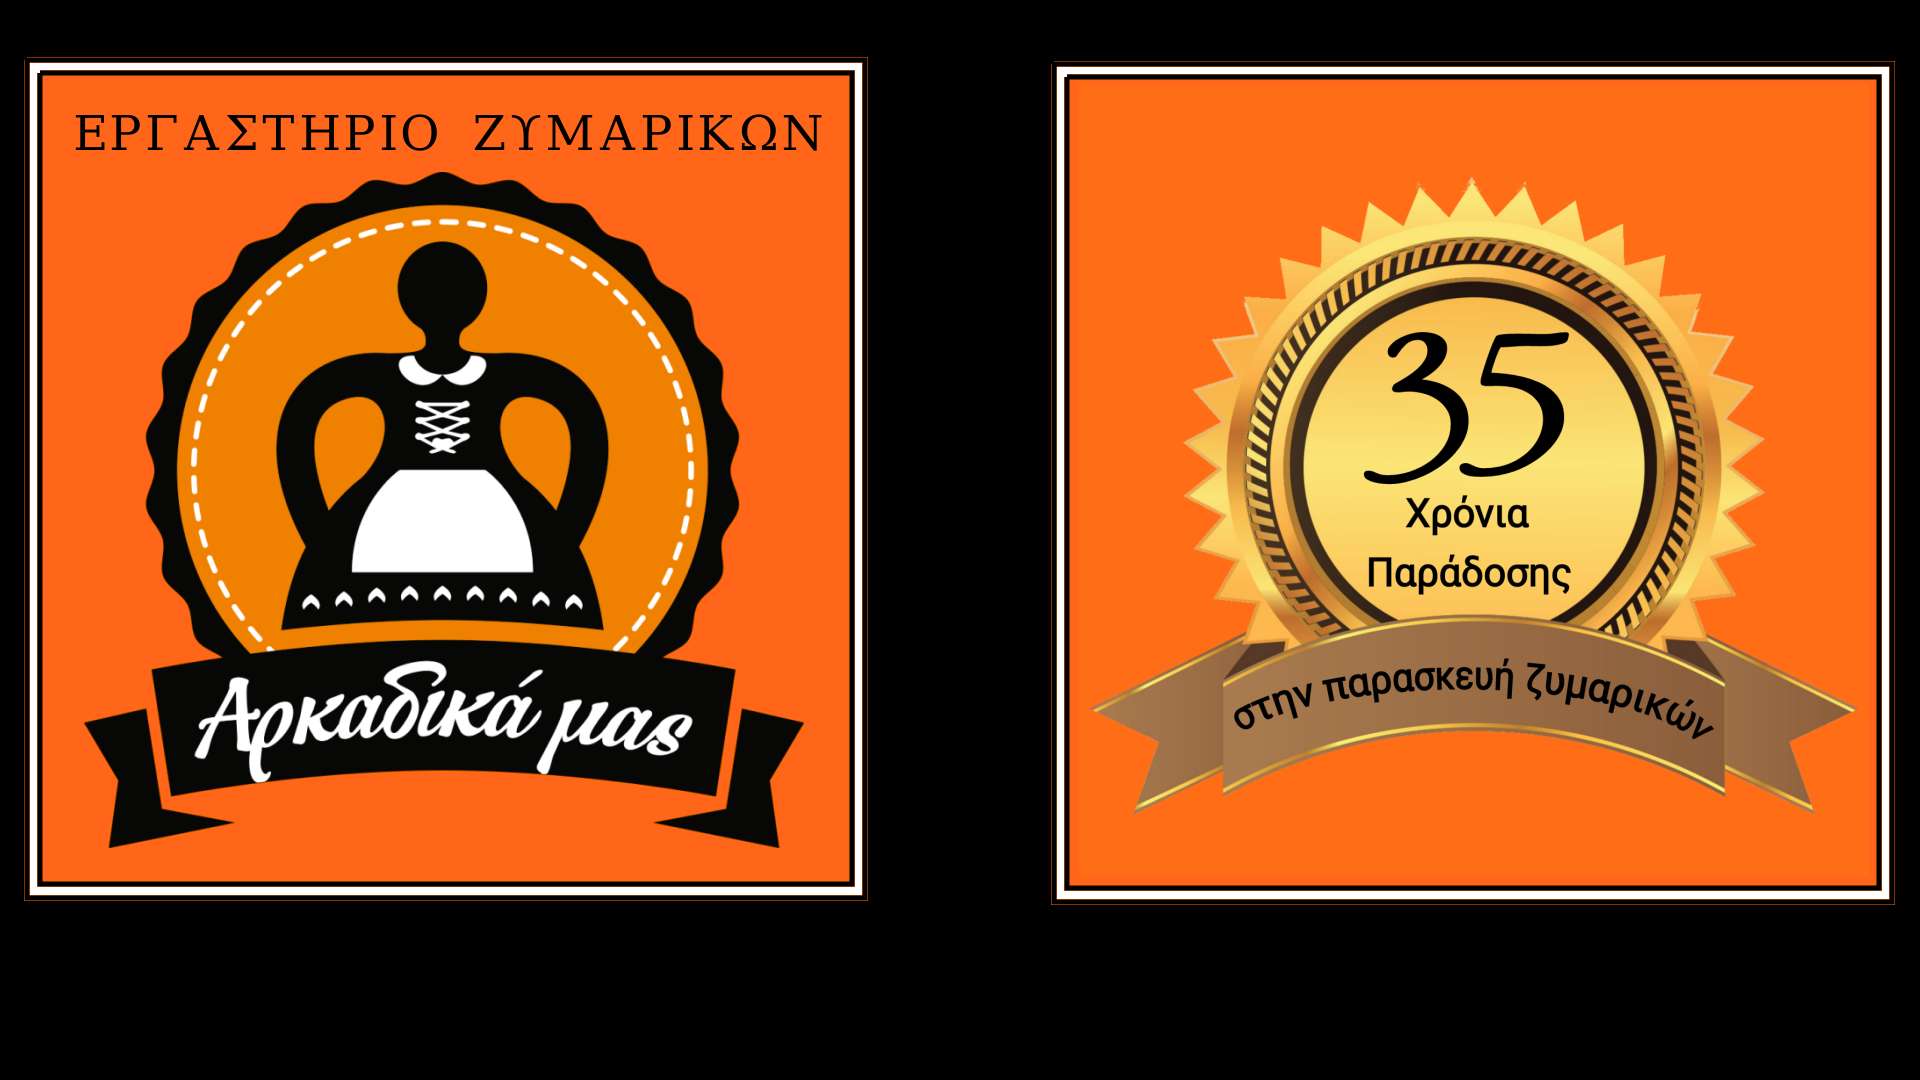 ΕΡΓΑΣΤΗΡΙΟ ΖΥΜΑΡΙΚΩΝ
Αρκαδικά μας
35
Χρόνια
Παράδοσης
στην παρασκευή ζυμαρικών